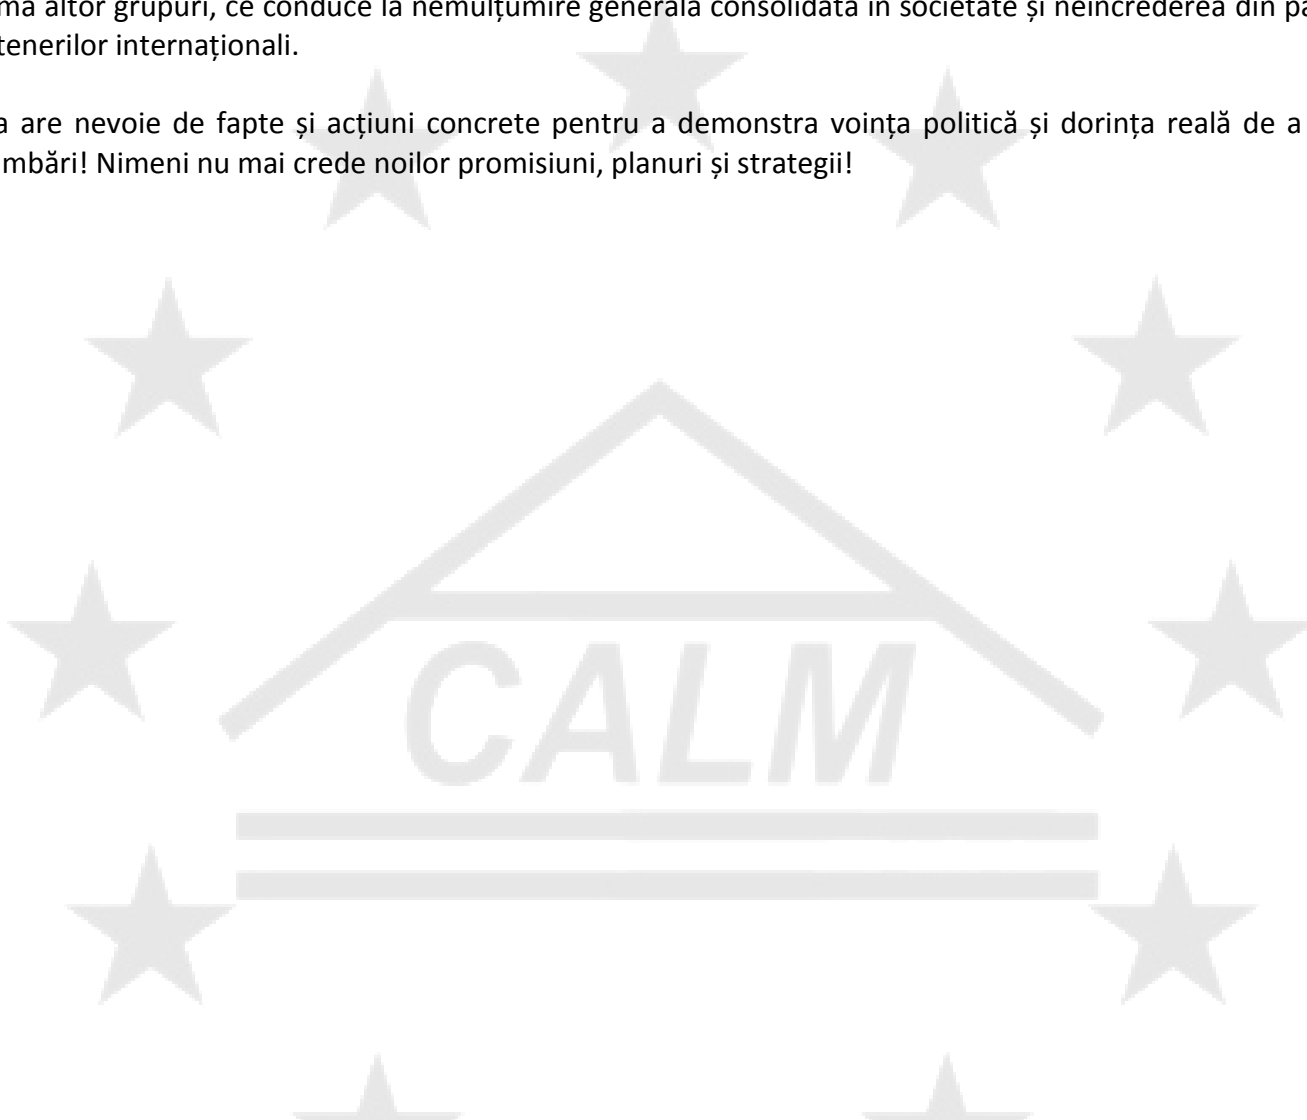 mă altor grupuri, ce conduce la nemulțumire generală consolidată în societate și neîncrederea din pă
tenerilor internaționali.
a are nevoie de fapte și acțiuni concrete pentru a demonstra voința politică și dorința reală de a
mbări! Nimeni nu mai crede noilor promisiuni, planuri și strategii!
CALM